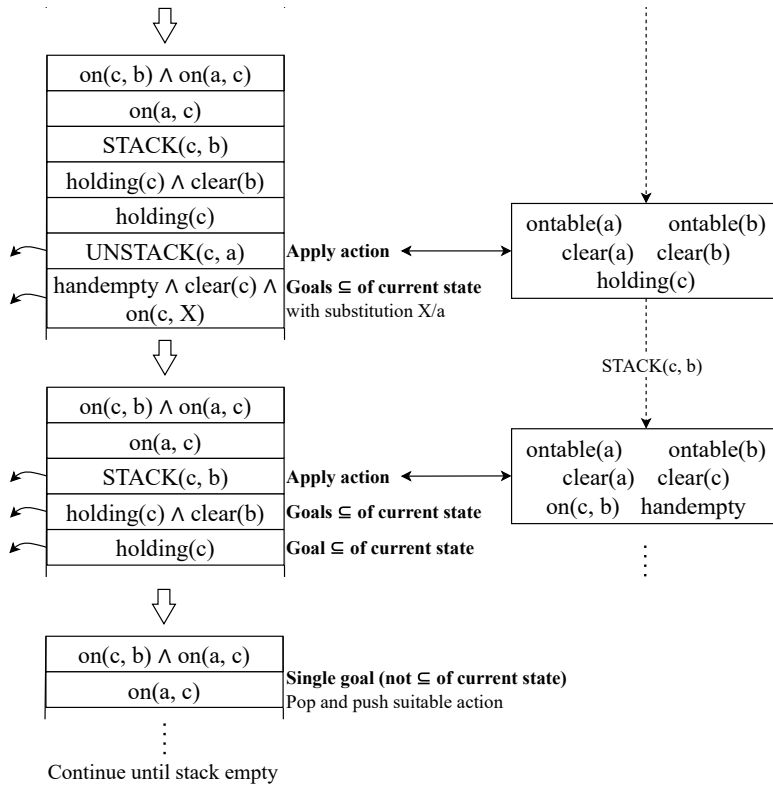 on(c, b) ∧ on(a, c)
on(a, c)
STACK(c, b)
holding(c) ∧ clear(b)
holding(c)
UNSTACK(c, a)
Apply action
handempty ∧ clear(c) ∧
on(c, X)
Goals ⊆ of current state
with substitution X/a
ontable(a) ontable(b)
clear(a) clear(b)
holding(c)
STACK(c, b)
on(c, b) ∧ on(a, c)
on(a, c)
STACK(c, b)
Apply action
holding(c) ∧ clear(b)
Goals ⊆ of current state
holding(c)
Goal ⊆ of current state
ontable(a) ontable(b)
clear(a) clear(c)
on(c, b) handempty
on(c, b) ∧ on(a, c)
on(a, c)
Single goal (not ⊆ of current state)
Pop and push suitable action
Continue until stack empty